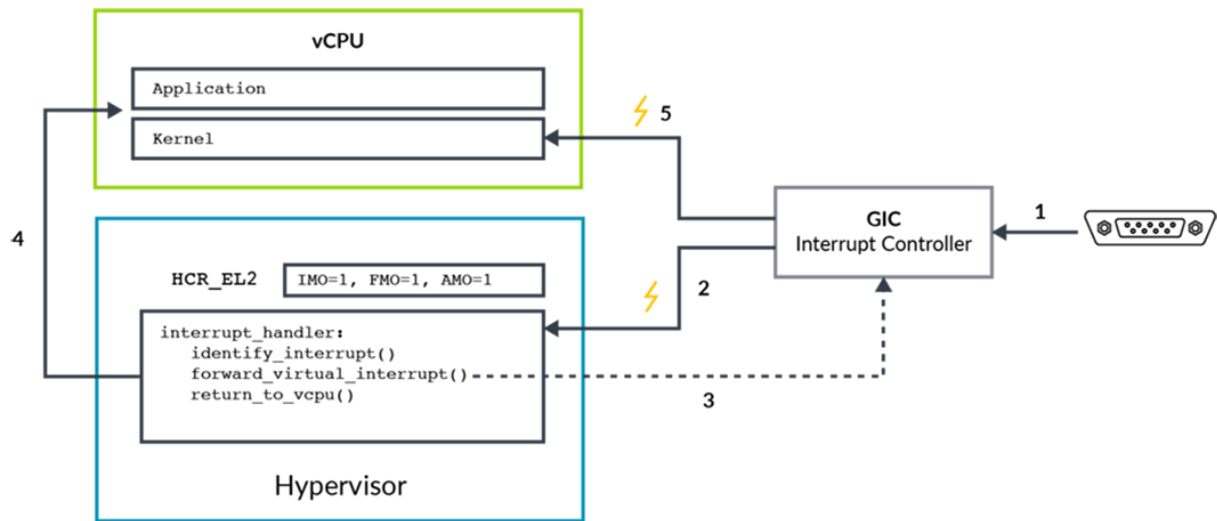 vCPU
Application
Kernel
5
4
GIC
Interrupt Controller
1
HCR_EL2
IMO=1, FMO=1, AMO=1
2
interrupt_handler:
identify_interrupt()
forward_virtual_interrupt()
return_to_vcpu()
3
Hypervisor